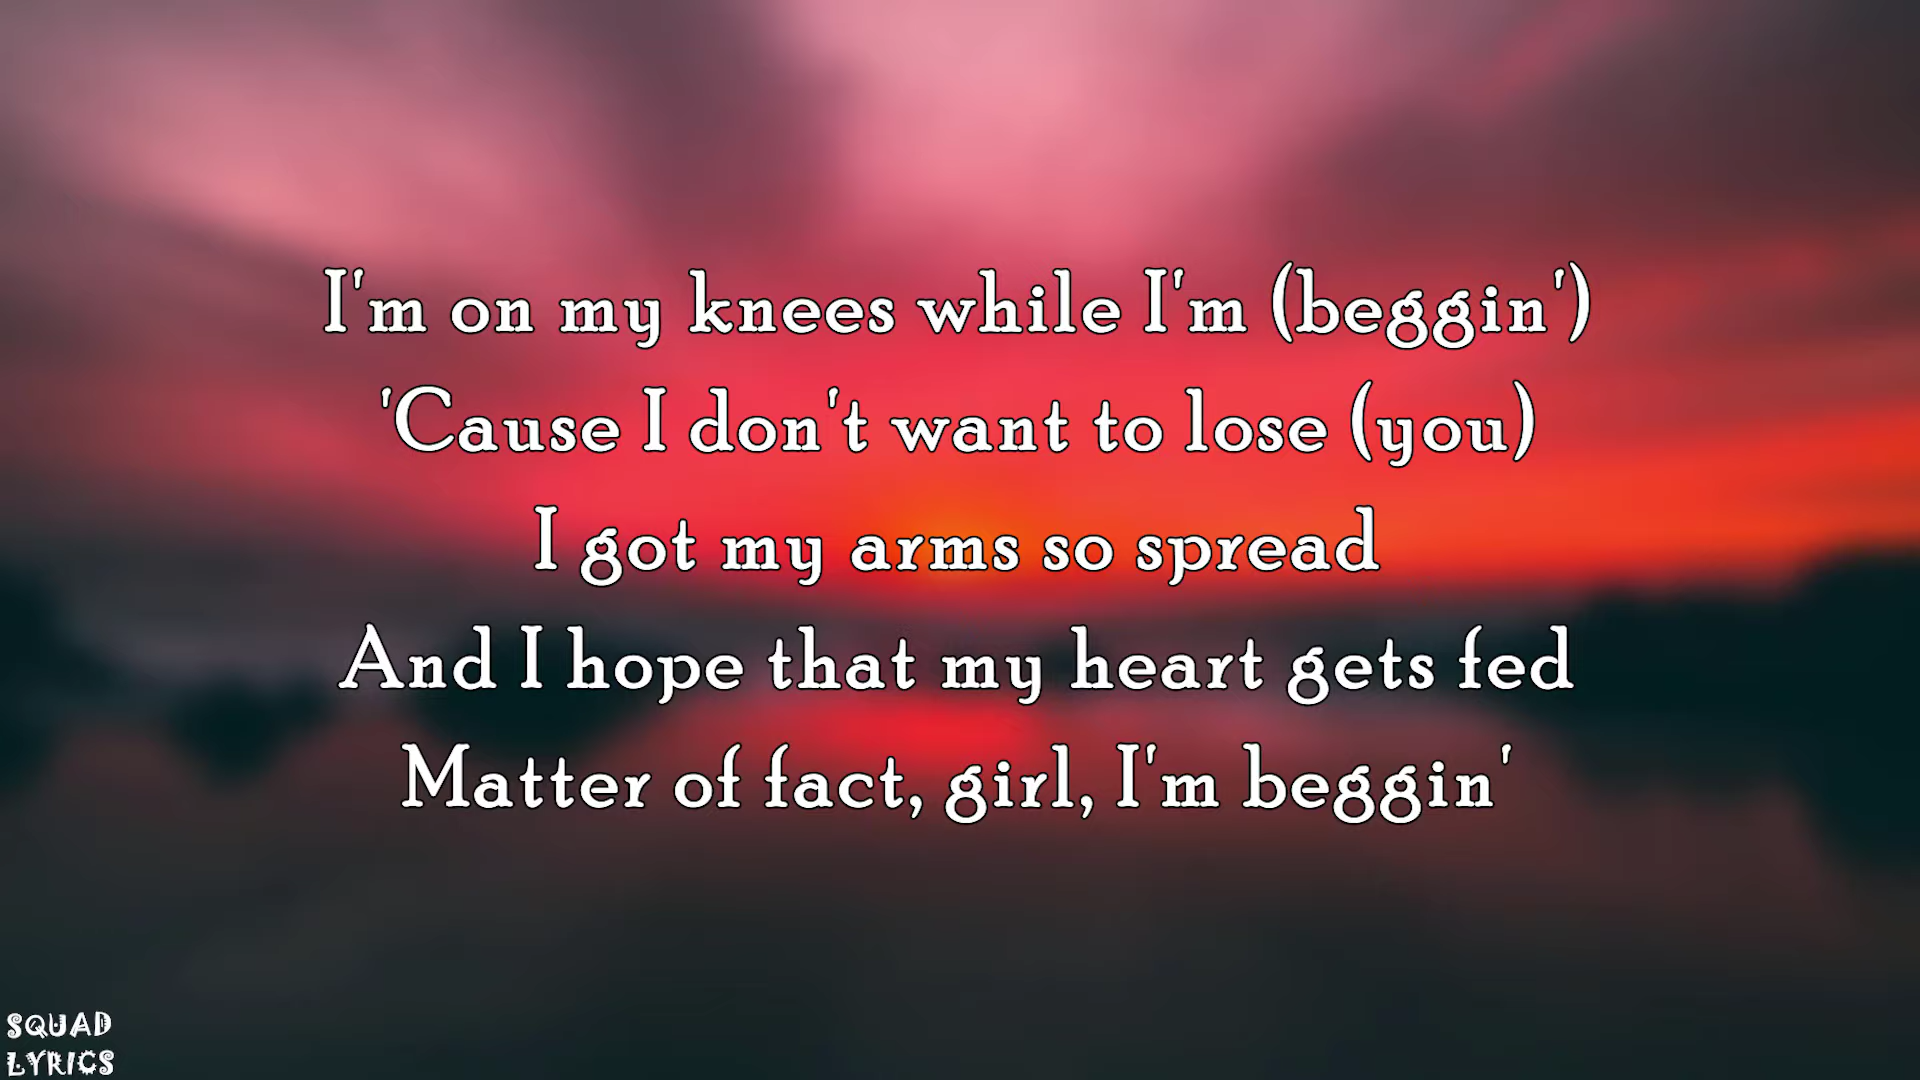 I'm on my knees while I'm (beggin')
'Cause I don't want to lose (you)
I got my arms so spread
And I hope that my heart gets fed
Matter of fact, girl, I'm beggin'
SQUAD
LYRICS